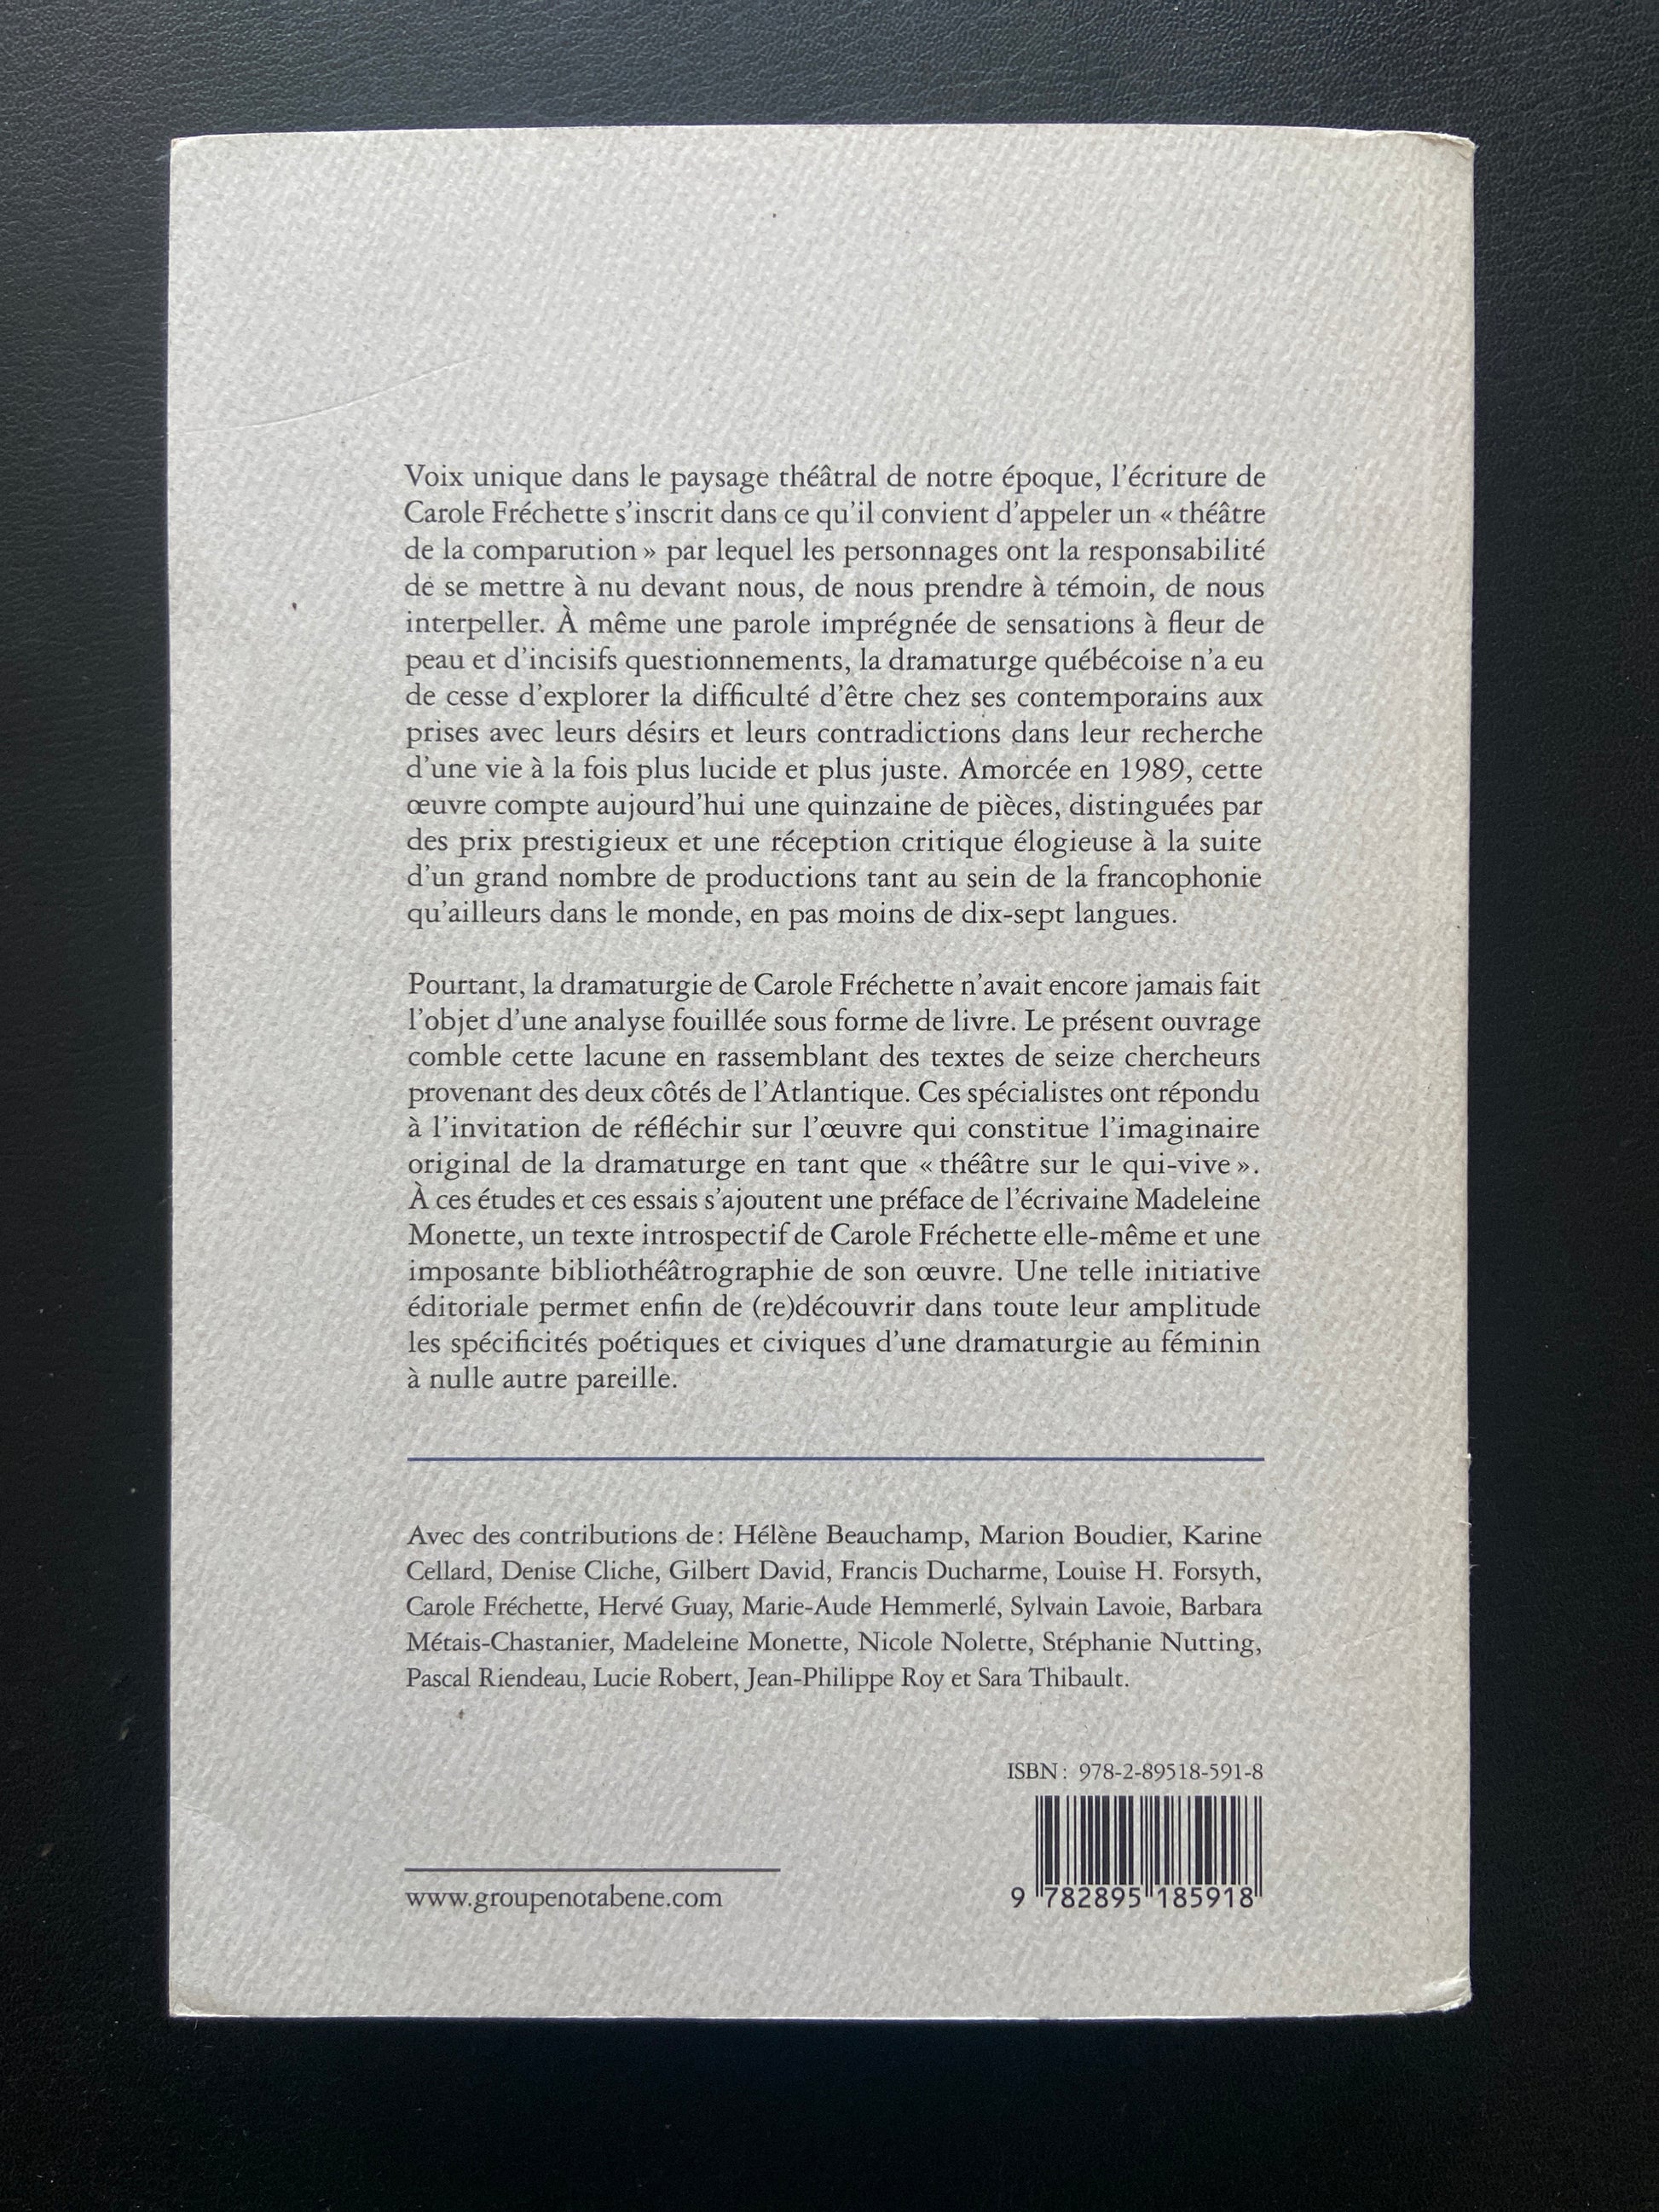 Voix unique dans le paysage théâtral de notre époque, l’écriture de
Carole Fréchette s’inscrit dans ce qu’il convient d’appeler un « théâtre
de la comparution » par lequel les personnages ont la responsabilité
de se mettre à nu devant nous, de nous prendre à témoin, de nous
interpeller. À même une parole imprégnée de sensations à fleur de
peau et d’incisifs questionnements, la dramaturge québécoise n’a eu
de cesse d’explorer la difficulté d’être chez ses contemporains aux
prises avec leurs désirs et leurs contradictions dans leur recherche
d’une vie à la fois plus lucide et plus juste. Amorcée en 1989, cette
œuvre compte aujourd’hui une quinzaine de pièces, distinguées par
des prix prestigieux et une réception critique élogieuse à la suite
d’un grand nombre de productions tant au sein de la francophonie
qu’ailleurs dans le monde, en pas moins de dix-sept langues.
Pourtant, la dramaturgie de Carole Fréchette n’avait encore jamais fait
l’objet d’une analyse fouillée sous forme de livre. Le présent ouvrage
comble cette lacune en rassemblant des textes de seize chercheurs
provenant des deux côtés de l’Atlantique. Ces spécialistes ont répondu
à l’invitation de réfléchir sur l’œuvre qui constitue l’imaginaire
original de la dramaturge en tant que « théâtre sur le qui-vive ».
À ces études et ces essais s’ajoutent une préface de l’écrivaine Madeleine
Monette, un texte introspectif de Carole Fréchette elle-même et une
imposante bibliothéâtrographie de son œuvre. Une telle initiative
éditoriale permet enfin de (re)découvrir dans toute leur amplitude
les spécificités poétiques et civiques d’une dramaturgie au féminin
à nulle autre pareille.
Avec des contributions de : Hélène Beauchamp, Marion Boudier, Karine
Cellard, Denise Cliche, Gilbert David, Francis Ducharme, Louise H. Forsyth,
Carole Fréchette, Hervé Guay, Marie-Aude Hemmerlé, Sylvain Lavoie, Barbara
Métais-Chastanier, Madeleine Monette, Nicole Nolette, Stéphanie Nutting,
Pascal Riendeau, Lucie Robert, Jean-Philippe Roy et Sara Thibault.
ISBN : 978-2-89518-591-8
9 782895 185918
www.groupenotabene.com